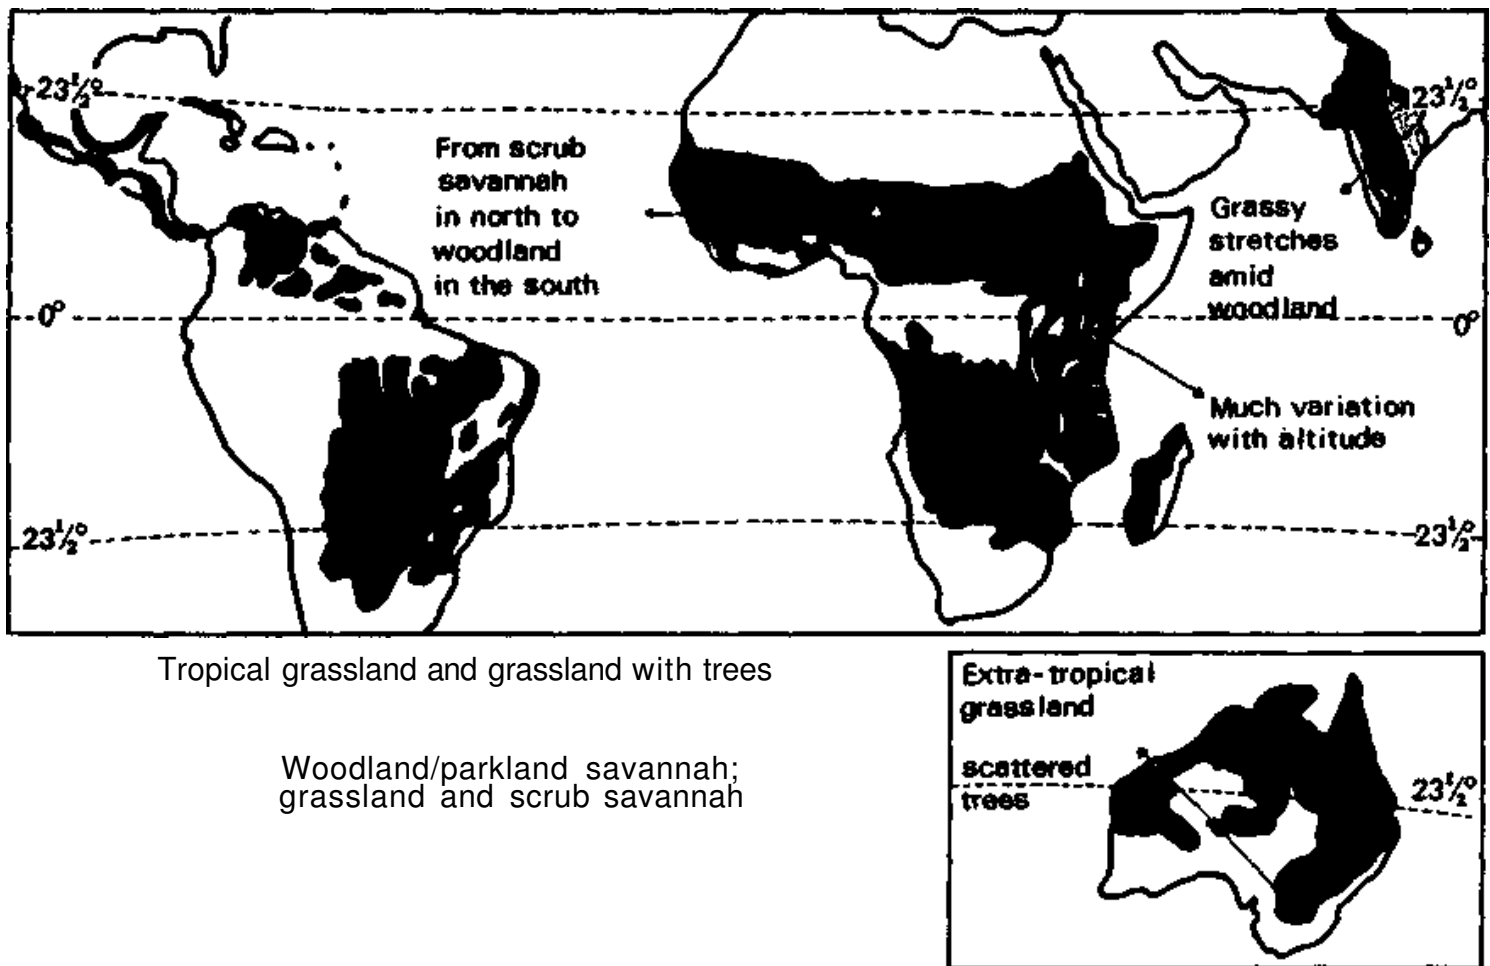 23½°
23½°
From scrub
savannah
in north to
woodland
in the south
Grassy
stretches
amid
woodland
0°
0°
Much variation
with altitude
23½°
23½°
Tropical grassland and grassland with trees
Woodland/parkland savannah;
grassland and scrub savannah
Extra-tropical
grassland
scattered
trees
23½°